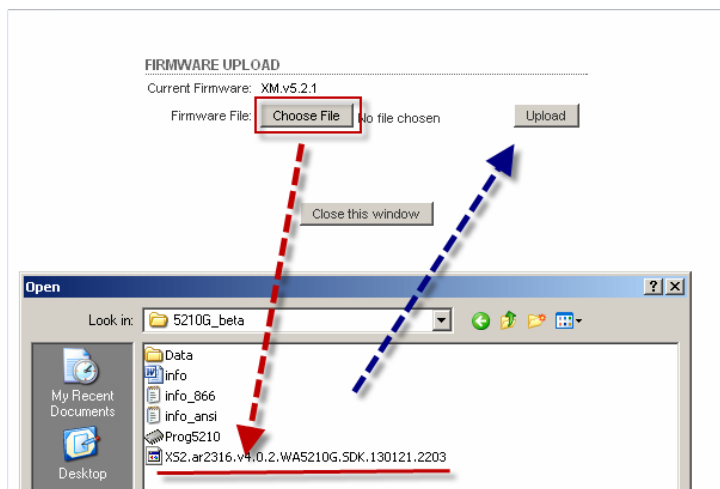 FIRMWARE UPLOAD
Current Firmware: XM.v5.2.1
Firmware File: Choose File No file chosen Upload
Close this window
Open
Look in: 5210G_beta
Data
info
info_866
info_ansi
Prog5210
XS2.ar2316.v4.0.2.WA5210G.SDK.130121.2203
My Recent
Documents
Desktop